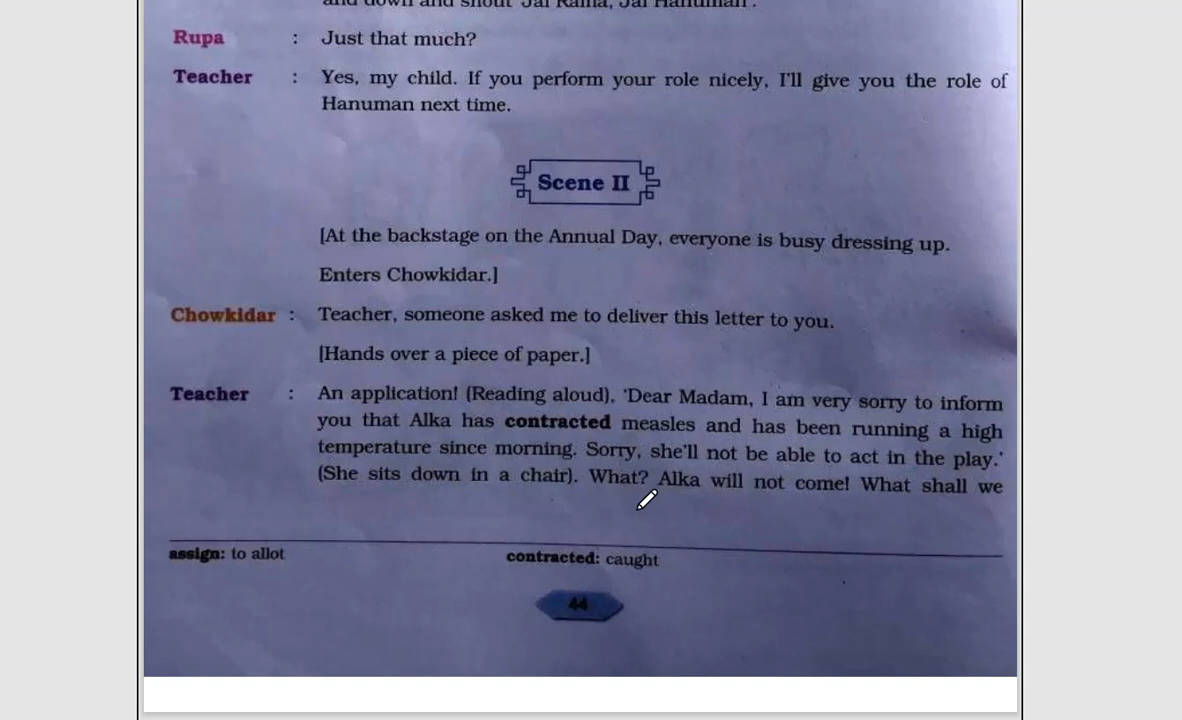 and down and shout 'Jai Rama, Jai Hanuman'.
Rupa : Just that much?
Teacher : Yes, my child. If you perform your role nicely, I'll give you the role of
Hanuman next time.
Scene II
[At the backstage on the Annual Day, everyone is busy dressing up.
Enters Chowkidar.]
Chowkidar : Teacher, someone asked me to deliver this letter to you.
[Hands over a piece of paper.]
Teacher : An application! (Reading aloud), 'Dear Madam, I am very sorry to inform
you that Alka has contracted measles and has been running a high
temperature since morning. Sorry, she'll not be able to act in the play.'
(She sits down in a chair). What? Alka will not come! What shall we
assign: to allot contracted: caught
44